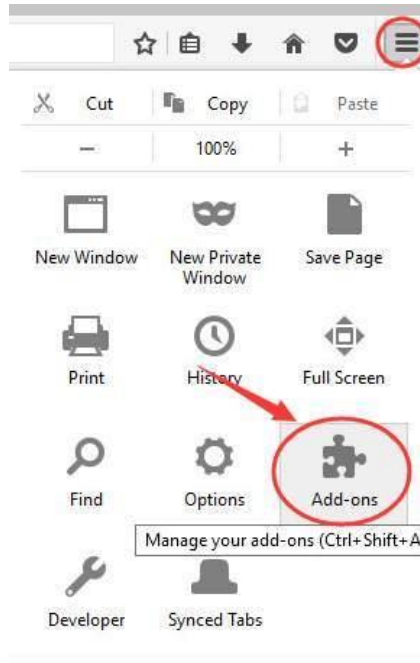 Cut Copy Paste
100%
New Window New Private Save Page
Window
Print History Full Screen
Find Options Add-ons
Manage your add-ons (Ctrl+Shift+A
Developer Synced Tabs